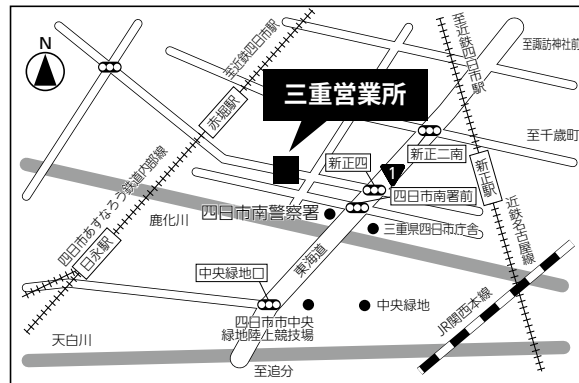 N
至近鉄四日市駅
至近鉄四日市駅
至諏訪神社前
赤堀駅
三重営業所
至千歳町
新正二南
新正四
1
四日市南署前
新正駅
四日市あすなろう鉄道内部線
日永駅
鹿化川
四日市南警察署
三重県四日市庁舎
近鉄名古屋線
東海道
中央緑地口
中央緑地
四日市市中央
緑地陸上競技場
JR関西本線
天白川
至追分